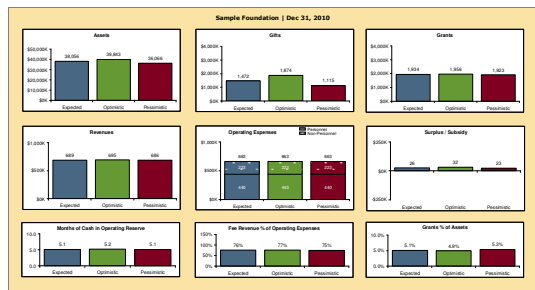 Sample Foundation | Dec 31, 2010
Assets
$50,000K
$40,000K
$30,000K
$20,000K
$10,000K
$0K
38,056
39,843
36,066
Expected
Optimistic
Pessimistic
Gifts
$4,000K
$3,000K
$2,000K
$1,000K
$0K
1,472
1,874
1,115
Expected
Optimistic
Pessimistic
Grants
$4,000K
$3,000K
$2,000K
$1,000K
$0K
1,934
1,956
1,923
Expected
Optimistic
Pessimistic
Revenues
$1,000K
$500K
$0K
689
695
686
Expected
Optimistic
Pessimistic
Operating Expenses
Personnel
Non-Personnel
$1,000K
$500K
$0K
663
Expected
Optimistic
Pessimistic
Surplus / Subsidy
$250K
$0K
-$250K
26
32
23
Expected
Optimistic
Pessimistic
Months of Cash in Operating Reserve
10.0
5.0
0.0
5.1
5.2
5.1
Expected
Optimistic
Pessimistic
Fee Revenue % of Operating Expenses
150%
100%
50%
0%
76%
77%
75%
Expected
Optimistic
Pessimistic
Grants % of Assets
10.0%
5.0%
0.0%
5.1%
4.9%
5.3%
Expected
Optimistic
Pessimistic